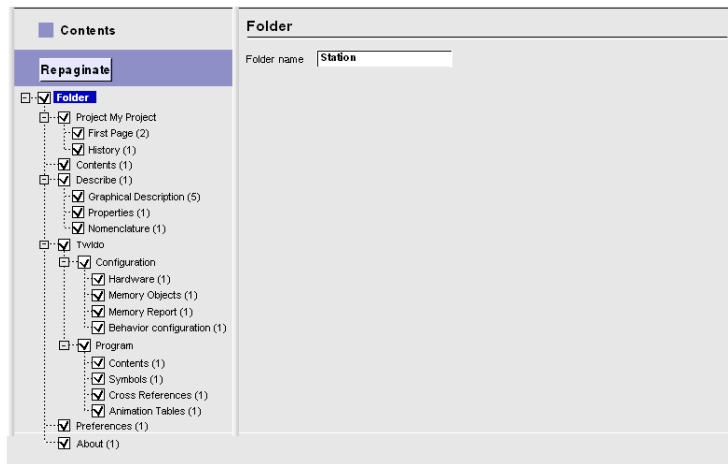 Contents
Repaginate
Folder
Project My Project
First Page (2)
History (1)
Contents (1)
Describe (1)
Graphical Description (5)
Properties (1)
Nomenclature (1)
Twido
Configuration
Hardware (1)
Memory Objects (1)
Memory Report (1)
Behavior configuration (1)
Program
Contents (1)
Symbols (1)
Cross References (1)
Animation Tables (1)
Preferences (1)
About (1)
Folder
Folder name Station